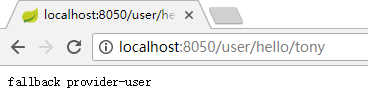 localhost:8050/user/he
localhost:8050/user/hello/tony
fallback provider-user